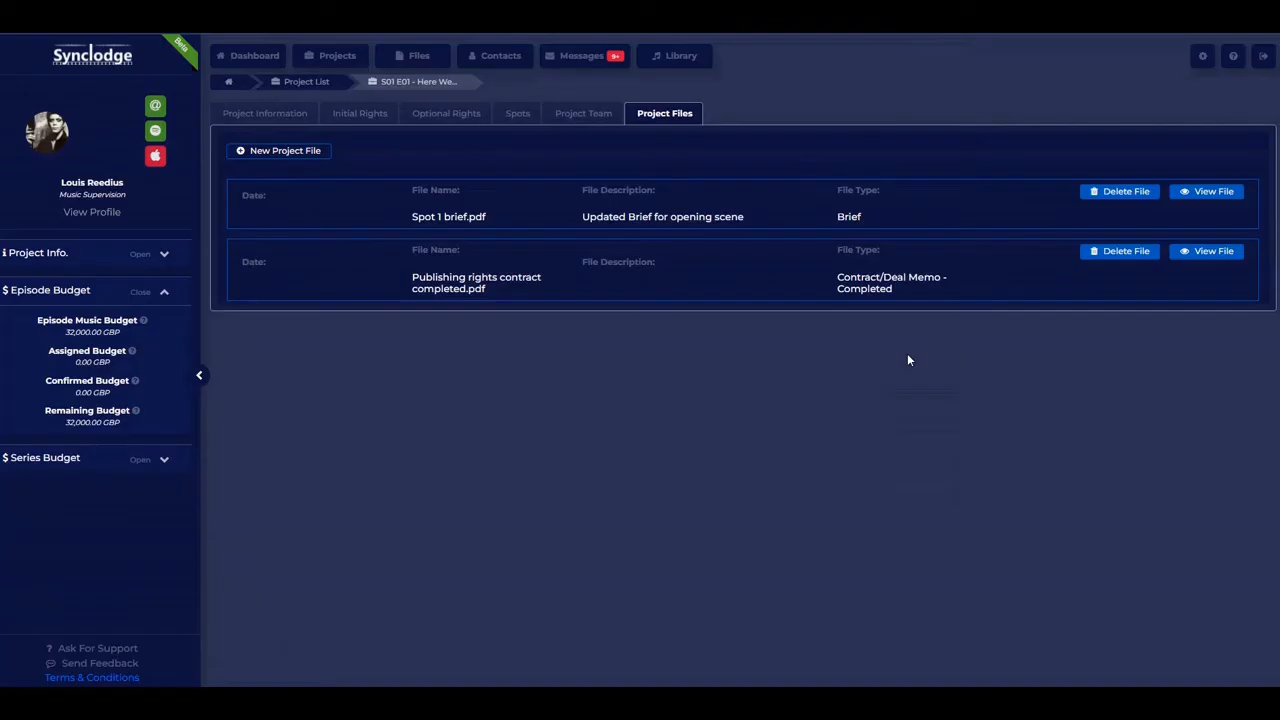 Synclodge
Beta
Dashboard
Projects
Files
Contacts
Messages 9+
Library
Project List
S01 E01 - Here We...
Project Information
Initial Rights
Optional Rights
Spots
Project Team
Project Files
New Project File
Date:
File Name:
File Description:
File Type:
Delete File
View File
Spot 1 brief.pdf
Updated Brief for opening scene
Brief
Date:
File Name:
File Description:
File Type:
Delete File
View File
Publishing rights contract
completed.pdf
Contract/Deal Memo -
Completed
Louis Reedius
Music Supervision
View Profile
Project Info.
Open
$ Episode Budget
Close
Episode Music Budget
32,000.00 GBP
Assigned Budget
0.00 GBP
Confirmed Budget
0.00 GBP
Remaining Budget
32,000.00 GBP
$ Series Budget
Open
Ask For Support
Send Feedback
Terms & Conditions